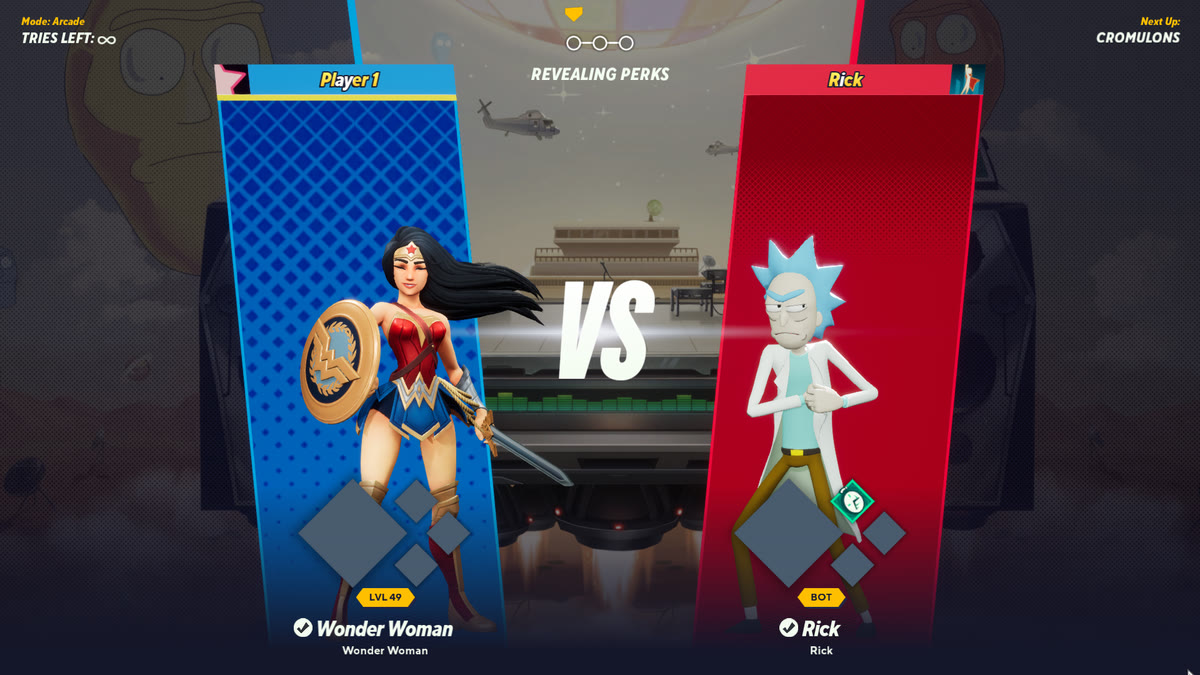 Mode: Arcade
TRIES LEFT: ∞
Next Up:
CROMULONS
REVEALING PERKS
Player 1
Rick
VS
LVL 49
Wonder Woman
Wonder Woman
BOT
Rick
Rick